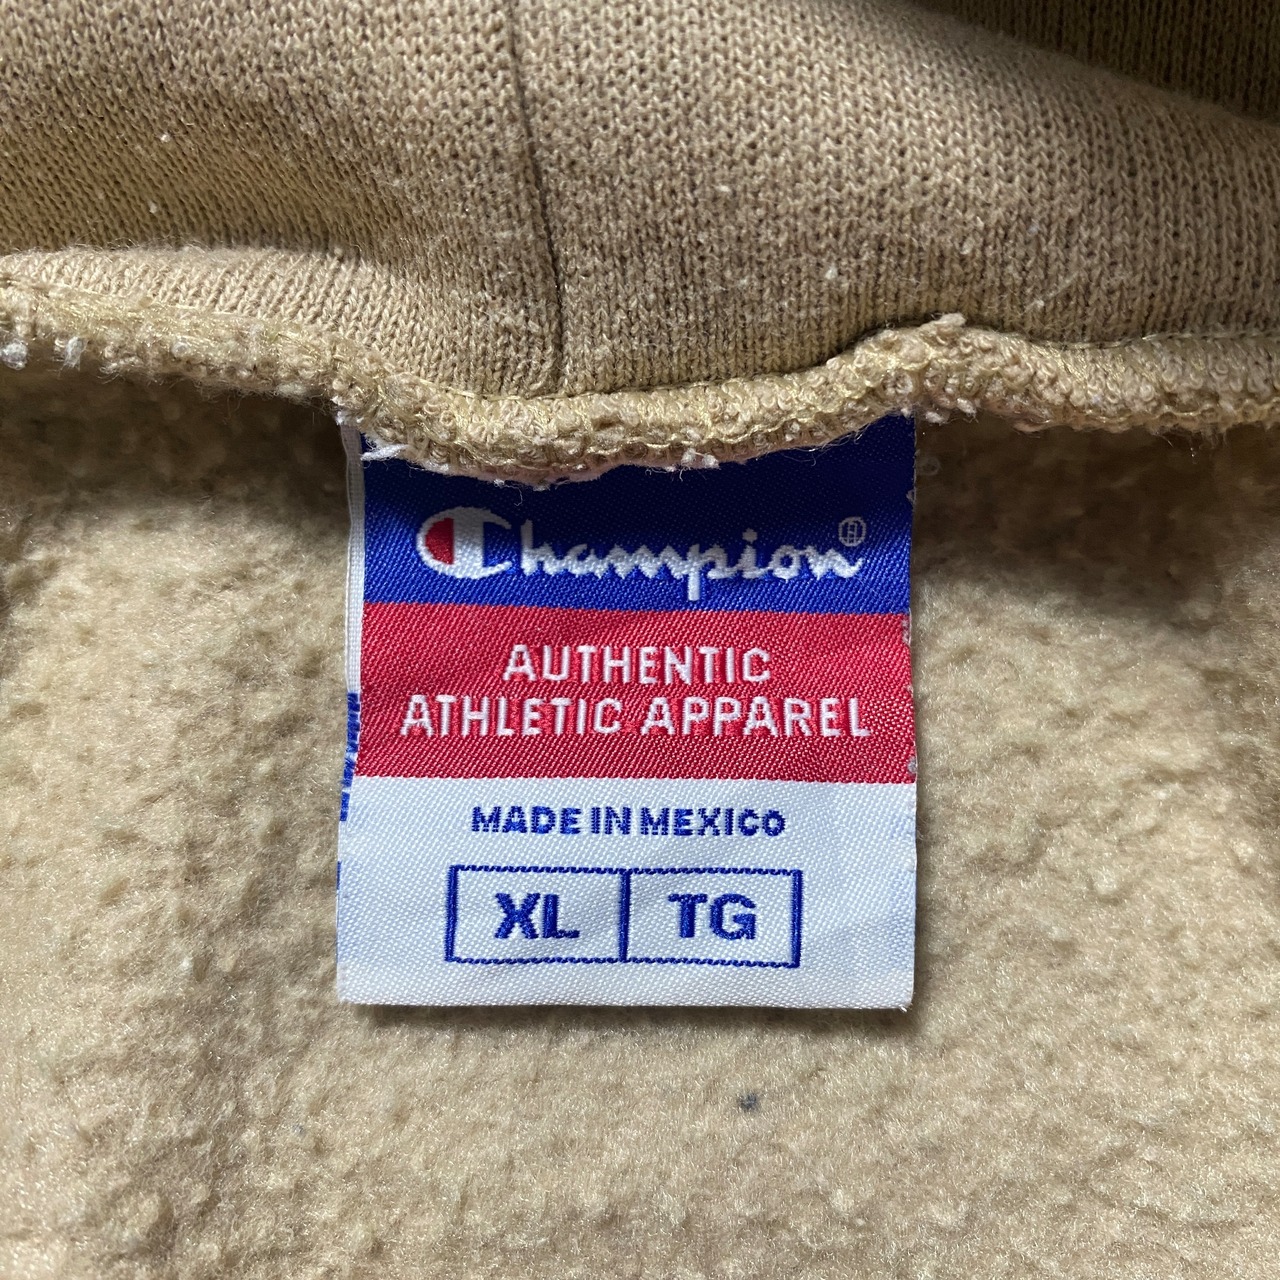 Champion®
AUTHENTIC
ATHLETIC APPAREL
MADE IN MEXICO
XL TG